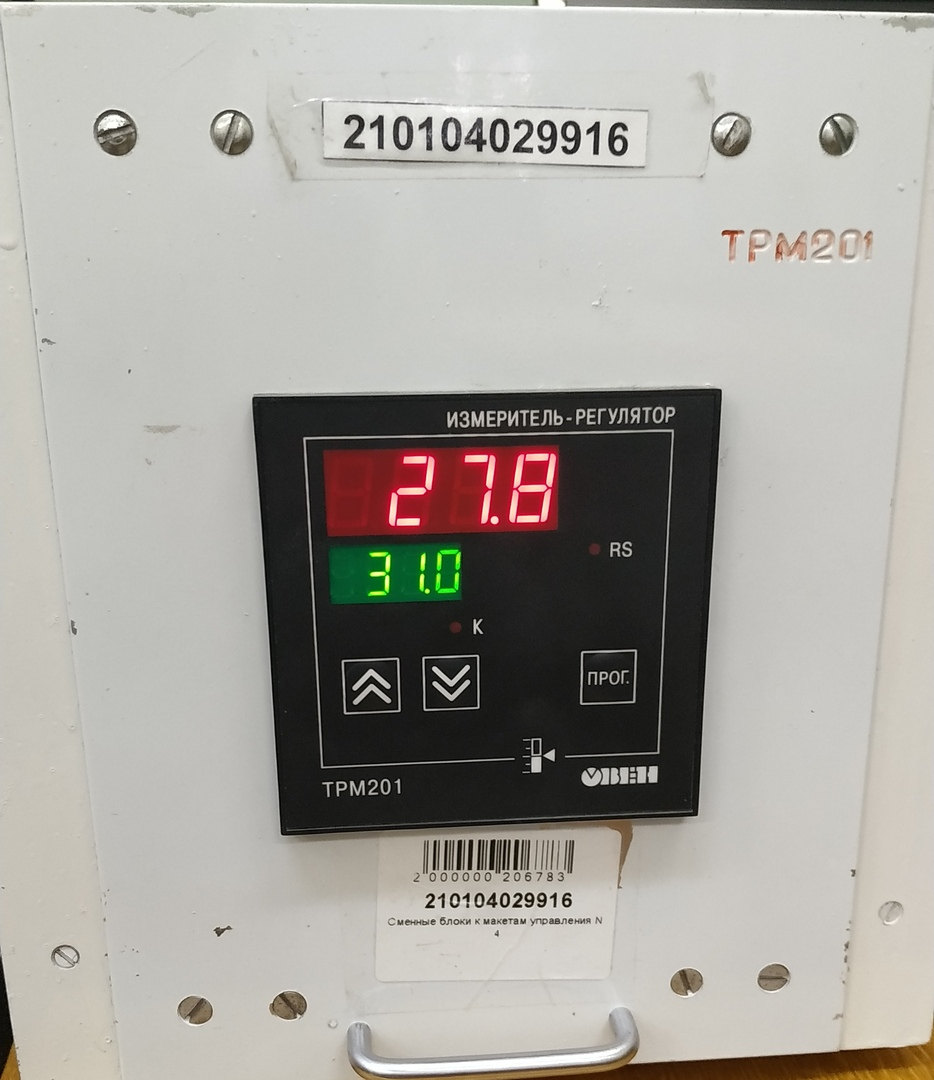 210104029916
ТРМ201
ИЗМЕРИТЕЛЬ-РЕГУЛЯТОР
27.8
31.0
RS
K
ПРОГ.
ТРМ201
ОВЕН
2 000000 206783
210104029916
Сменные блоки к макетам управления N
4